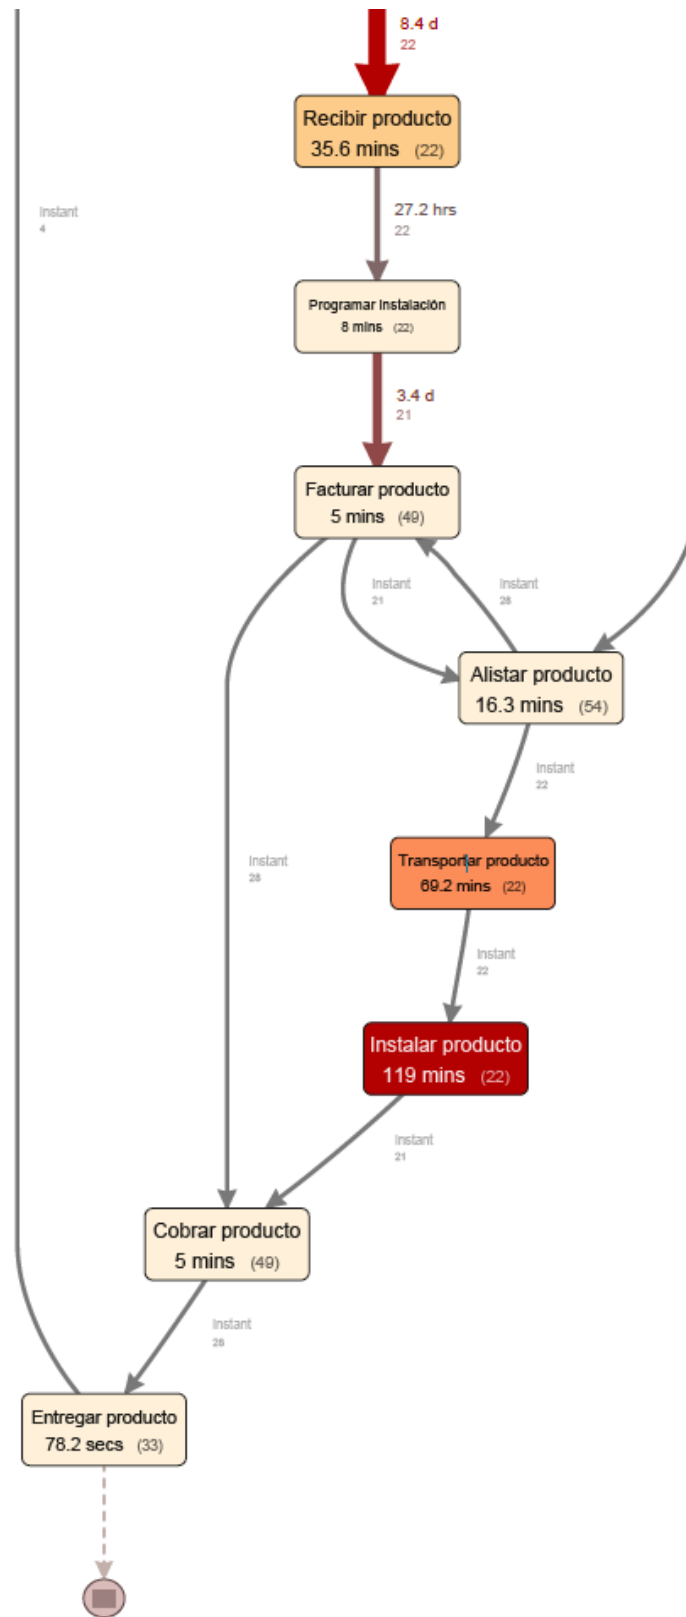 8.4 d
22
Recibir producto
35.6 mins (22)
27.2 hrs
22
Instant
4
Programar Instalación
8 mins (22)
3.4 d
21
Facturar producto
5 mins (49)
Instant
21
Instant
28
Alistar producto
16.3 mins (54)
Instant
22
Transportar producto
69.2 mins (22)
Instant
28
Instant
22
Instalar producto
119 mins (22)
Instant
21
Cobrar producto
5 mins (49)
Instant
28
Entregar producto
78.2 secs (33)